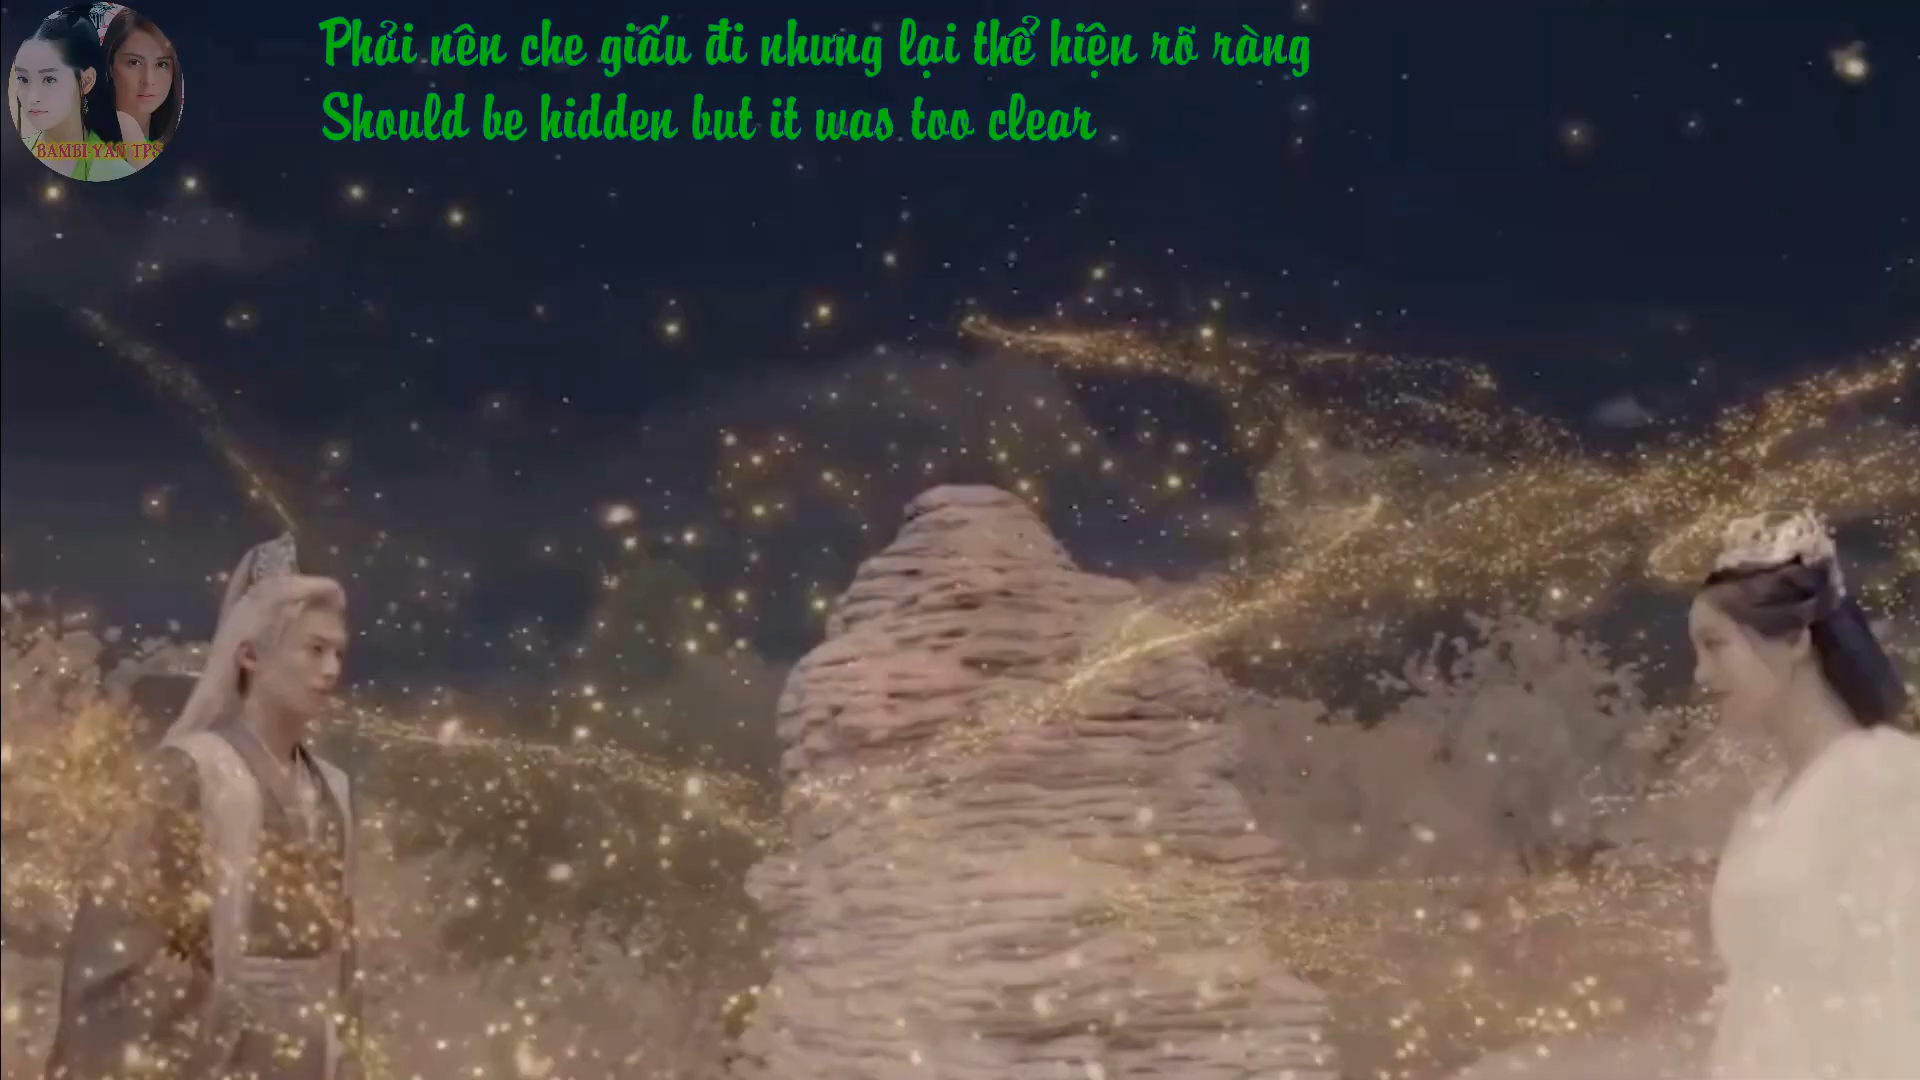 Phải nên che giấu đi nhưng lại thể hiện rõ ràng
Should be hidden but it was too clear
BAMBI-YAN TPS